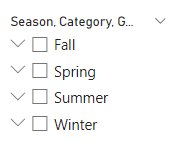 Season, Category, G...
Fall
Spring
Summer
Winter